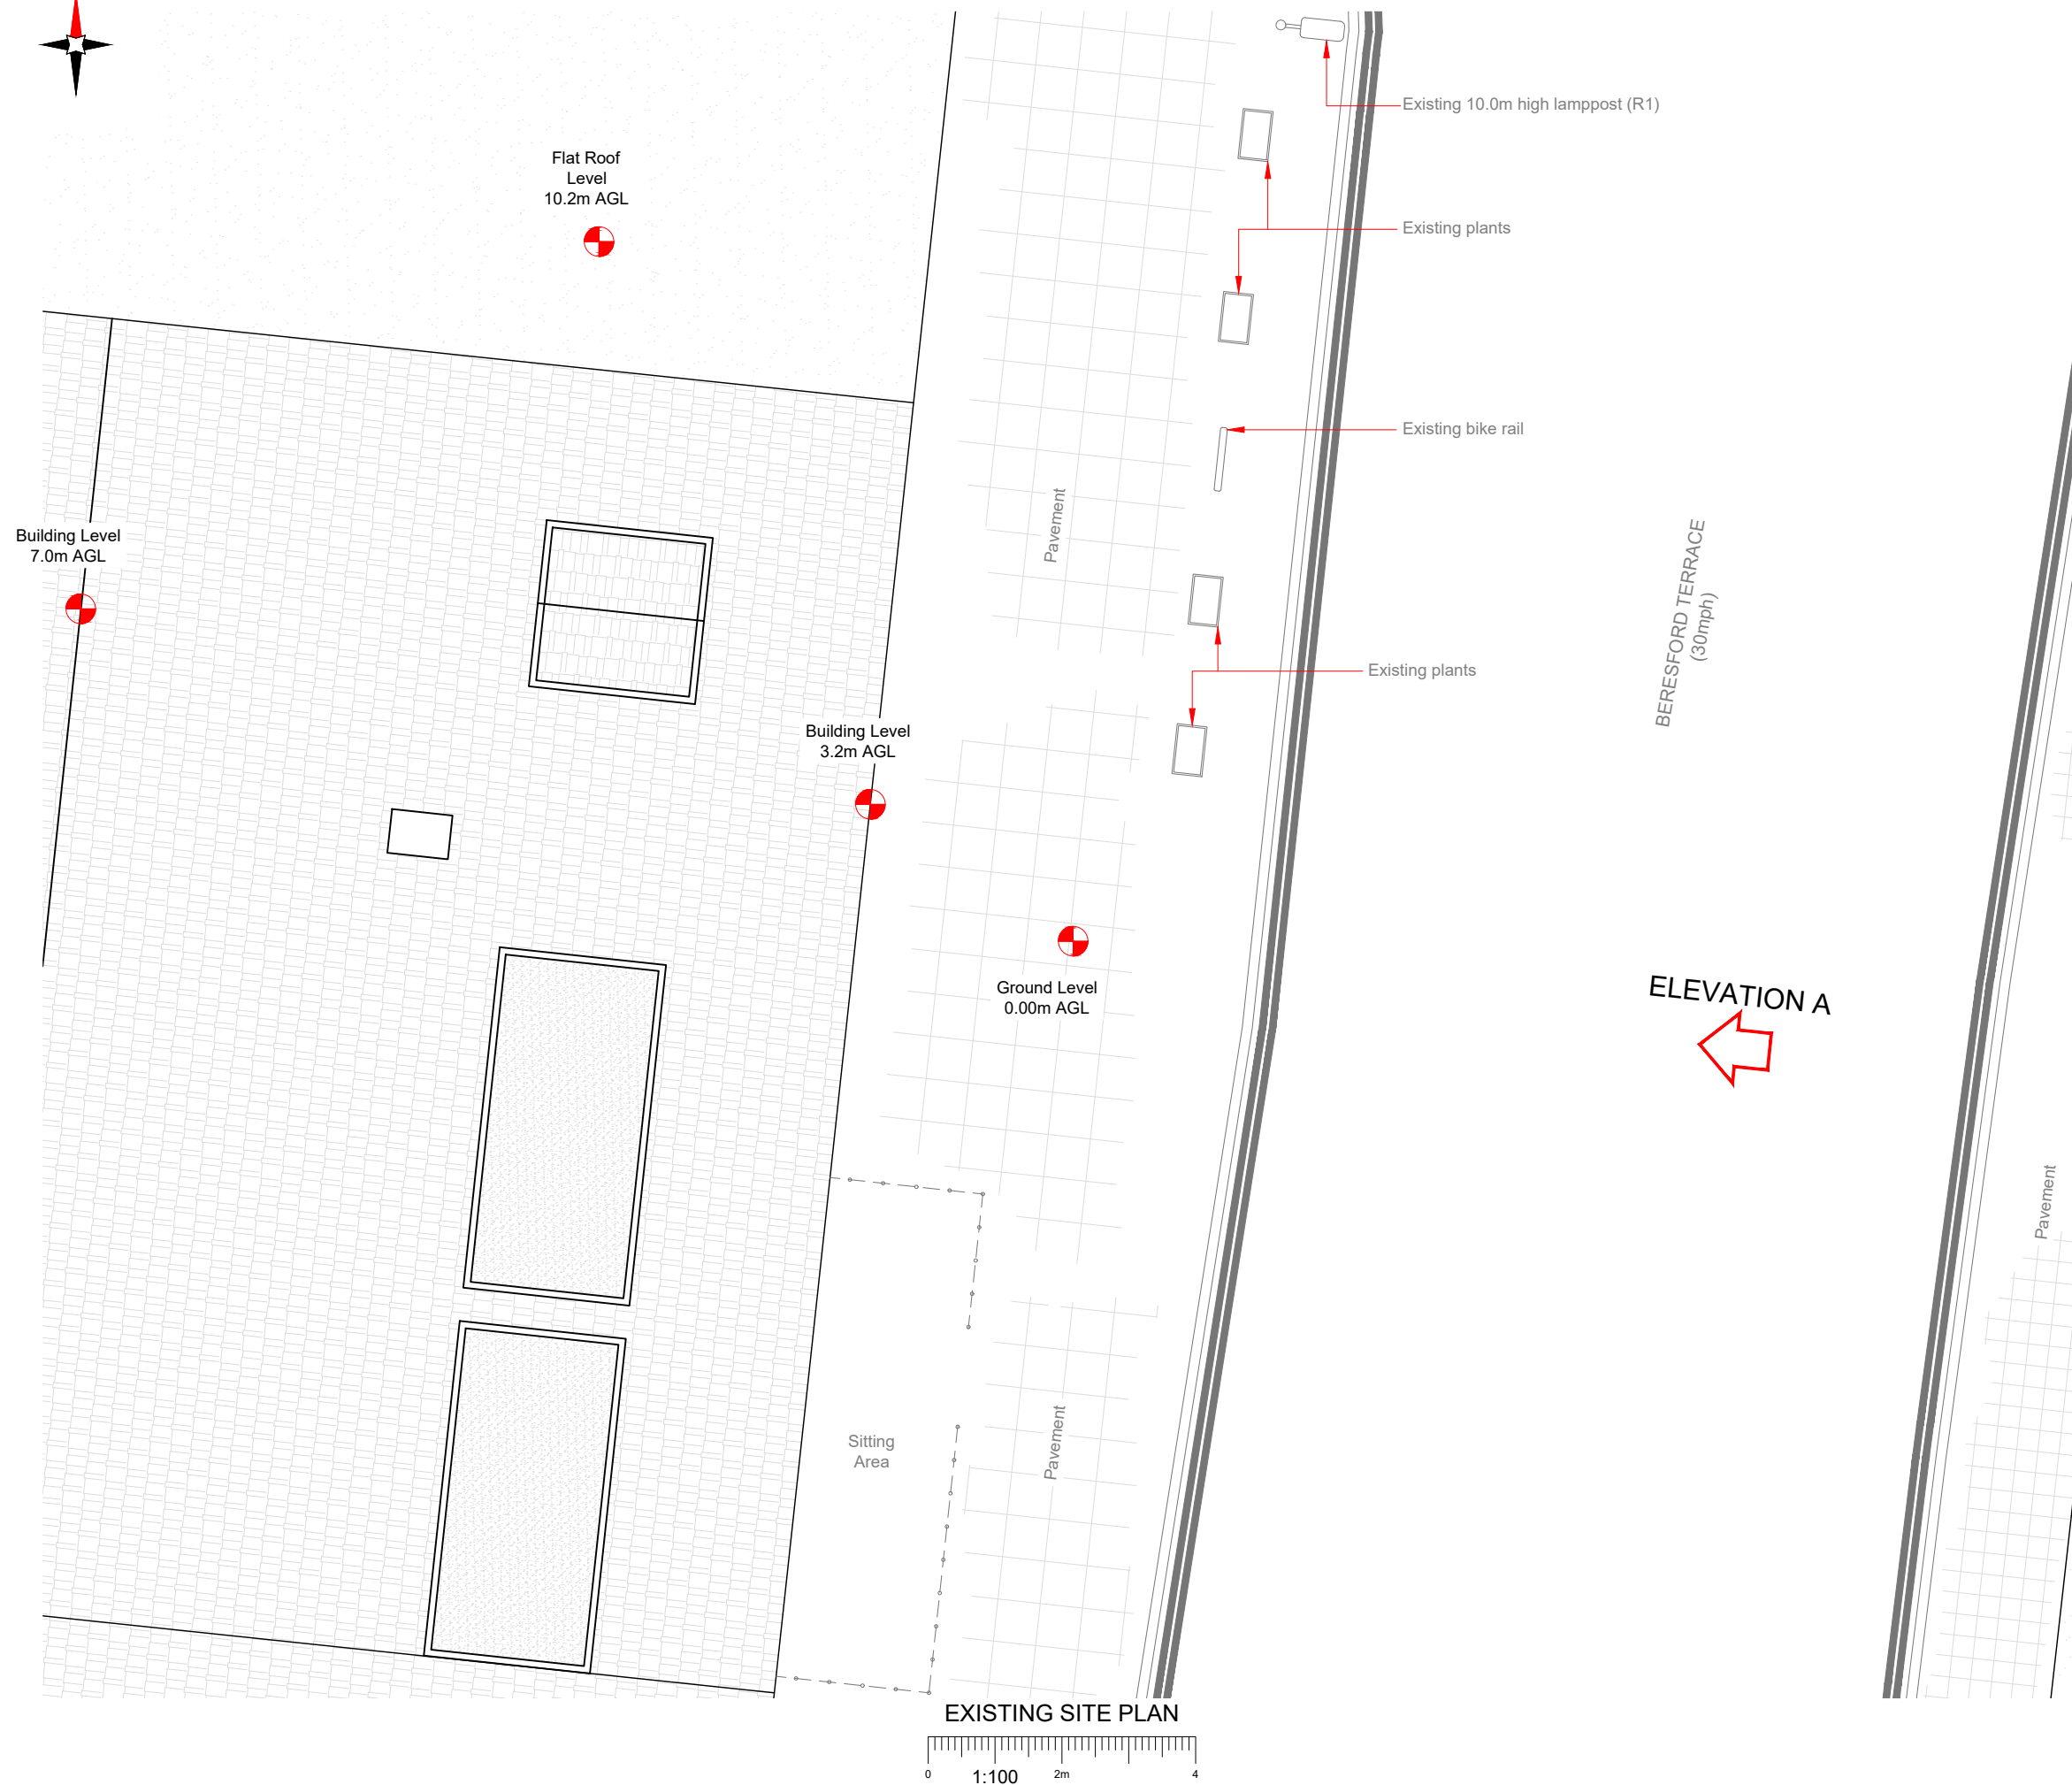 Existing 10.0m high lamppost (R1)
Flat Roof
Level
10.2m AGL
Existing plants
Existing bike rail
Pavement
Building Level
7.0m AGL
BERESFORD TERRACE
(30mph)
Existing plants
Building Level
3.2m AGL
Ground Level
0.00m AGL
ELEVATION A
Pavement
Sitting
Area
Pavement
EXISTING SITE PLAN
0
1:100
2m
4